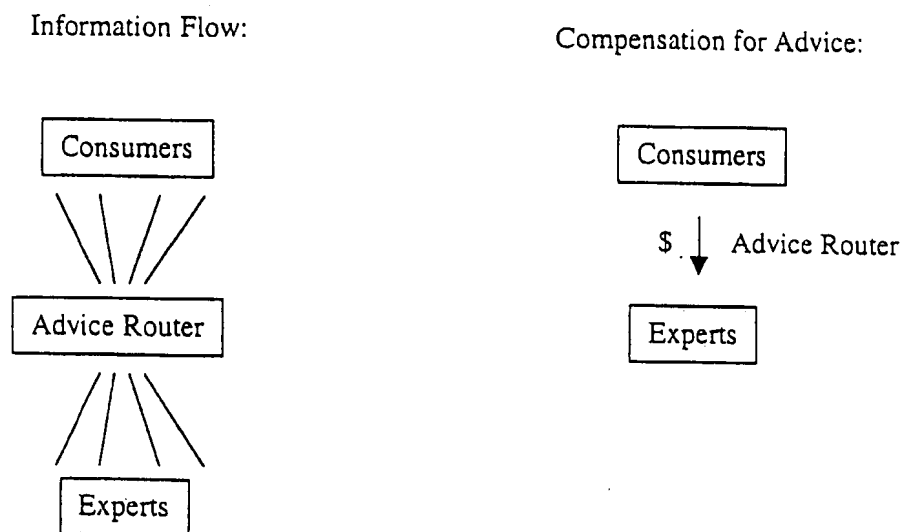 Information Flow:
Consumers
Advice Router
Experts
Compensation for Advice:
Consumers
$ Advice Router
Experts